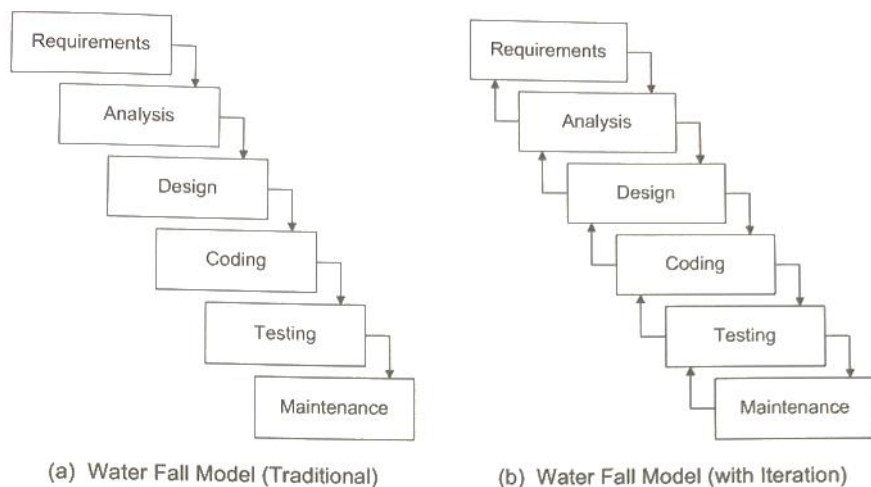 Requirements
Analysis
Design
Coding
Testing
Maintenance
(a) Water Fall Model (Traditional)
Requirements
Analysis
Design
Coding
Testing
Maintenance
(b) Water Fall Model (with Iteration)